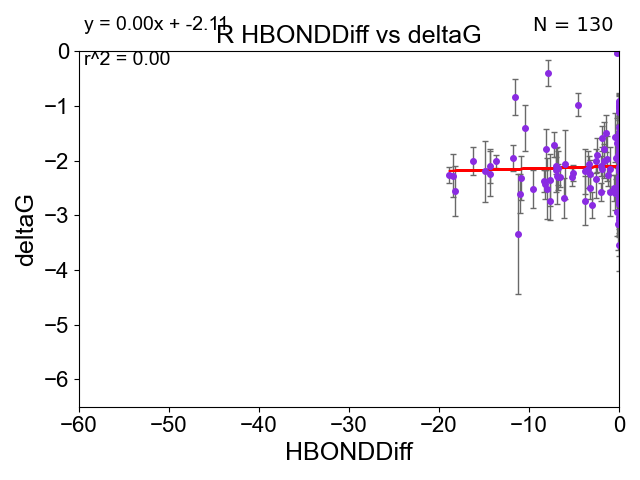 y = 0.00x + -2.11
R HBONDDiff vs deltaG
N = 130
r^2 = 0.00
deltaG
0
−1
−2
−3
−4
−5
−6
−60
−50
−40
−30
−20
−10
0
HBONDDiff